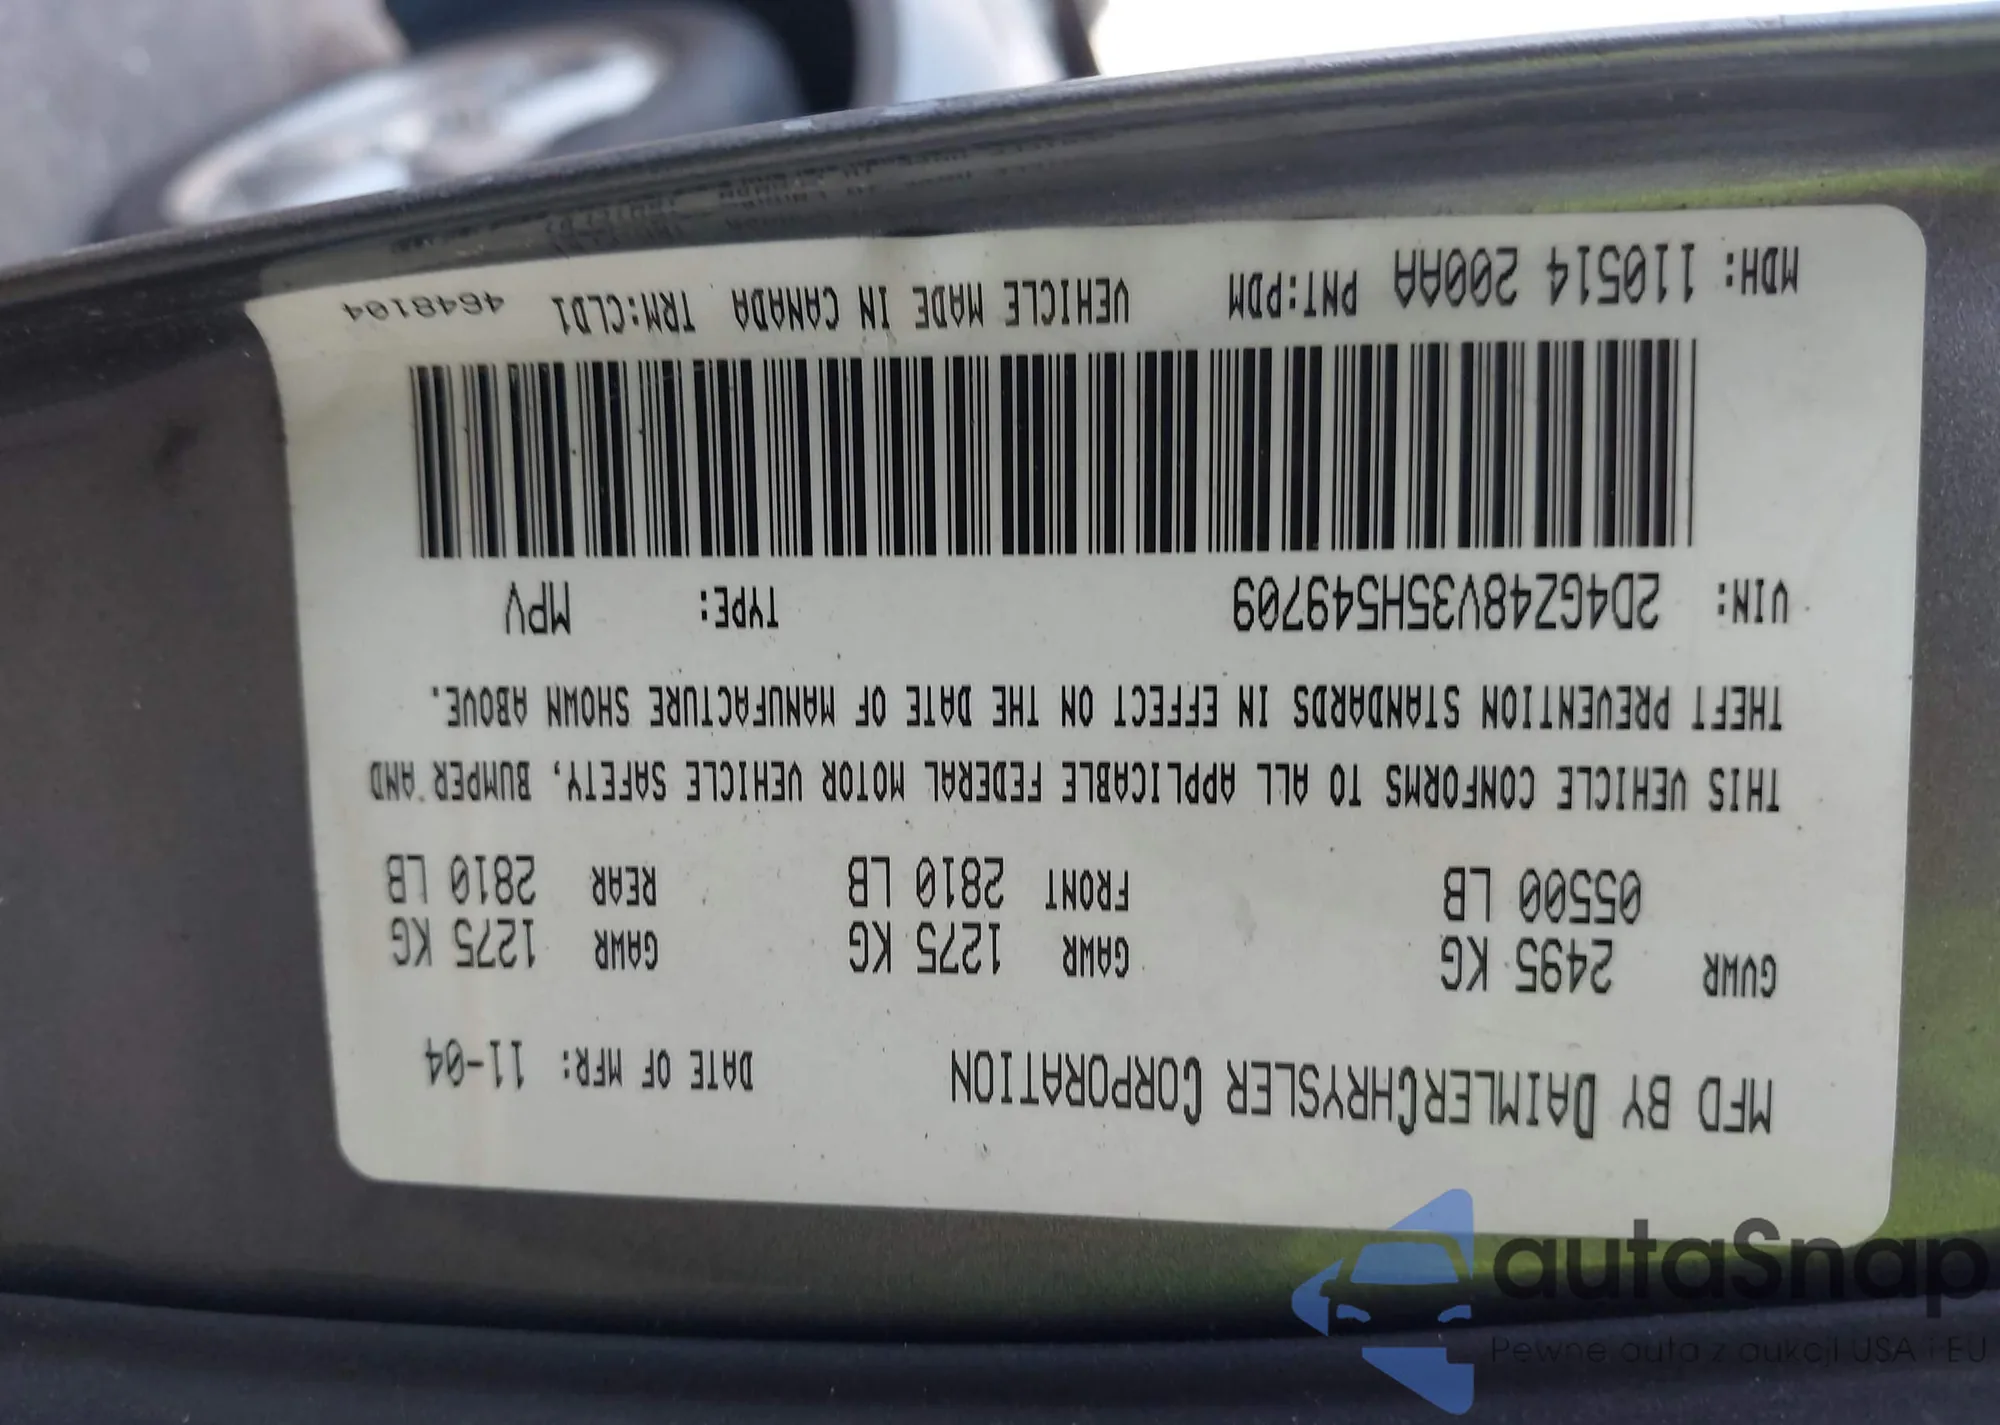 MFD BY DAIMLERCHRYSLER CORPORATION DATE OF MFR: 11-04
GVWR 2495 KG GAWR 1275 KG GAWR 1275 KG
05500 LB FRONT 2810 LB REAR 2810 LB
THIS VEHICLE CONFORMS TO ALL APPLICABLE FEDERAL MOTOR VEHICLE SAFETY, BUMPER AND
THEFT PREVENTION STANDARDS IN EFFECT ON THE DATE OF MANUFACTURE SHOWN ABOVE.
VIN: 2D4GZ48V35H549709 TYPE: MPV
MDH: 110514 200AA PNT:PDM VEHICLE MADE IN CANADA TRM:CLD1 4648104
autaSnap
Pewne auta z aukcji USA i EU